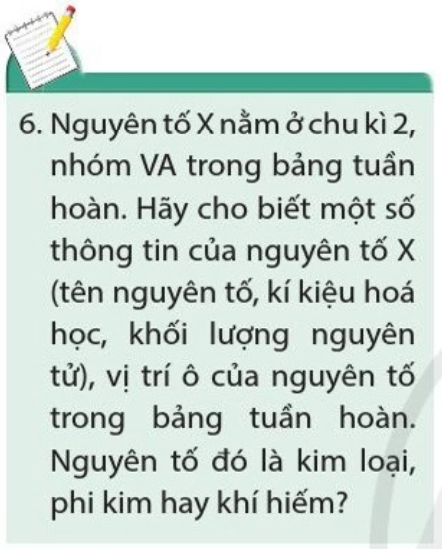 6. Nguyên tố X nằm ở chu kì 2,
nhóm VA trong bảng tuần
hoàn. Hãy cho biết một số
thông tin của nguyên tố X
(tên nguyên tố, kí kiệu hoá
học, khối lượng nguyên
tử), vị trí ô của nguyên tố
trong bảng tuần hoàn.
Nguyên tố đó là kim loại,
phi kim hay khí hiếm?